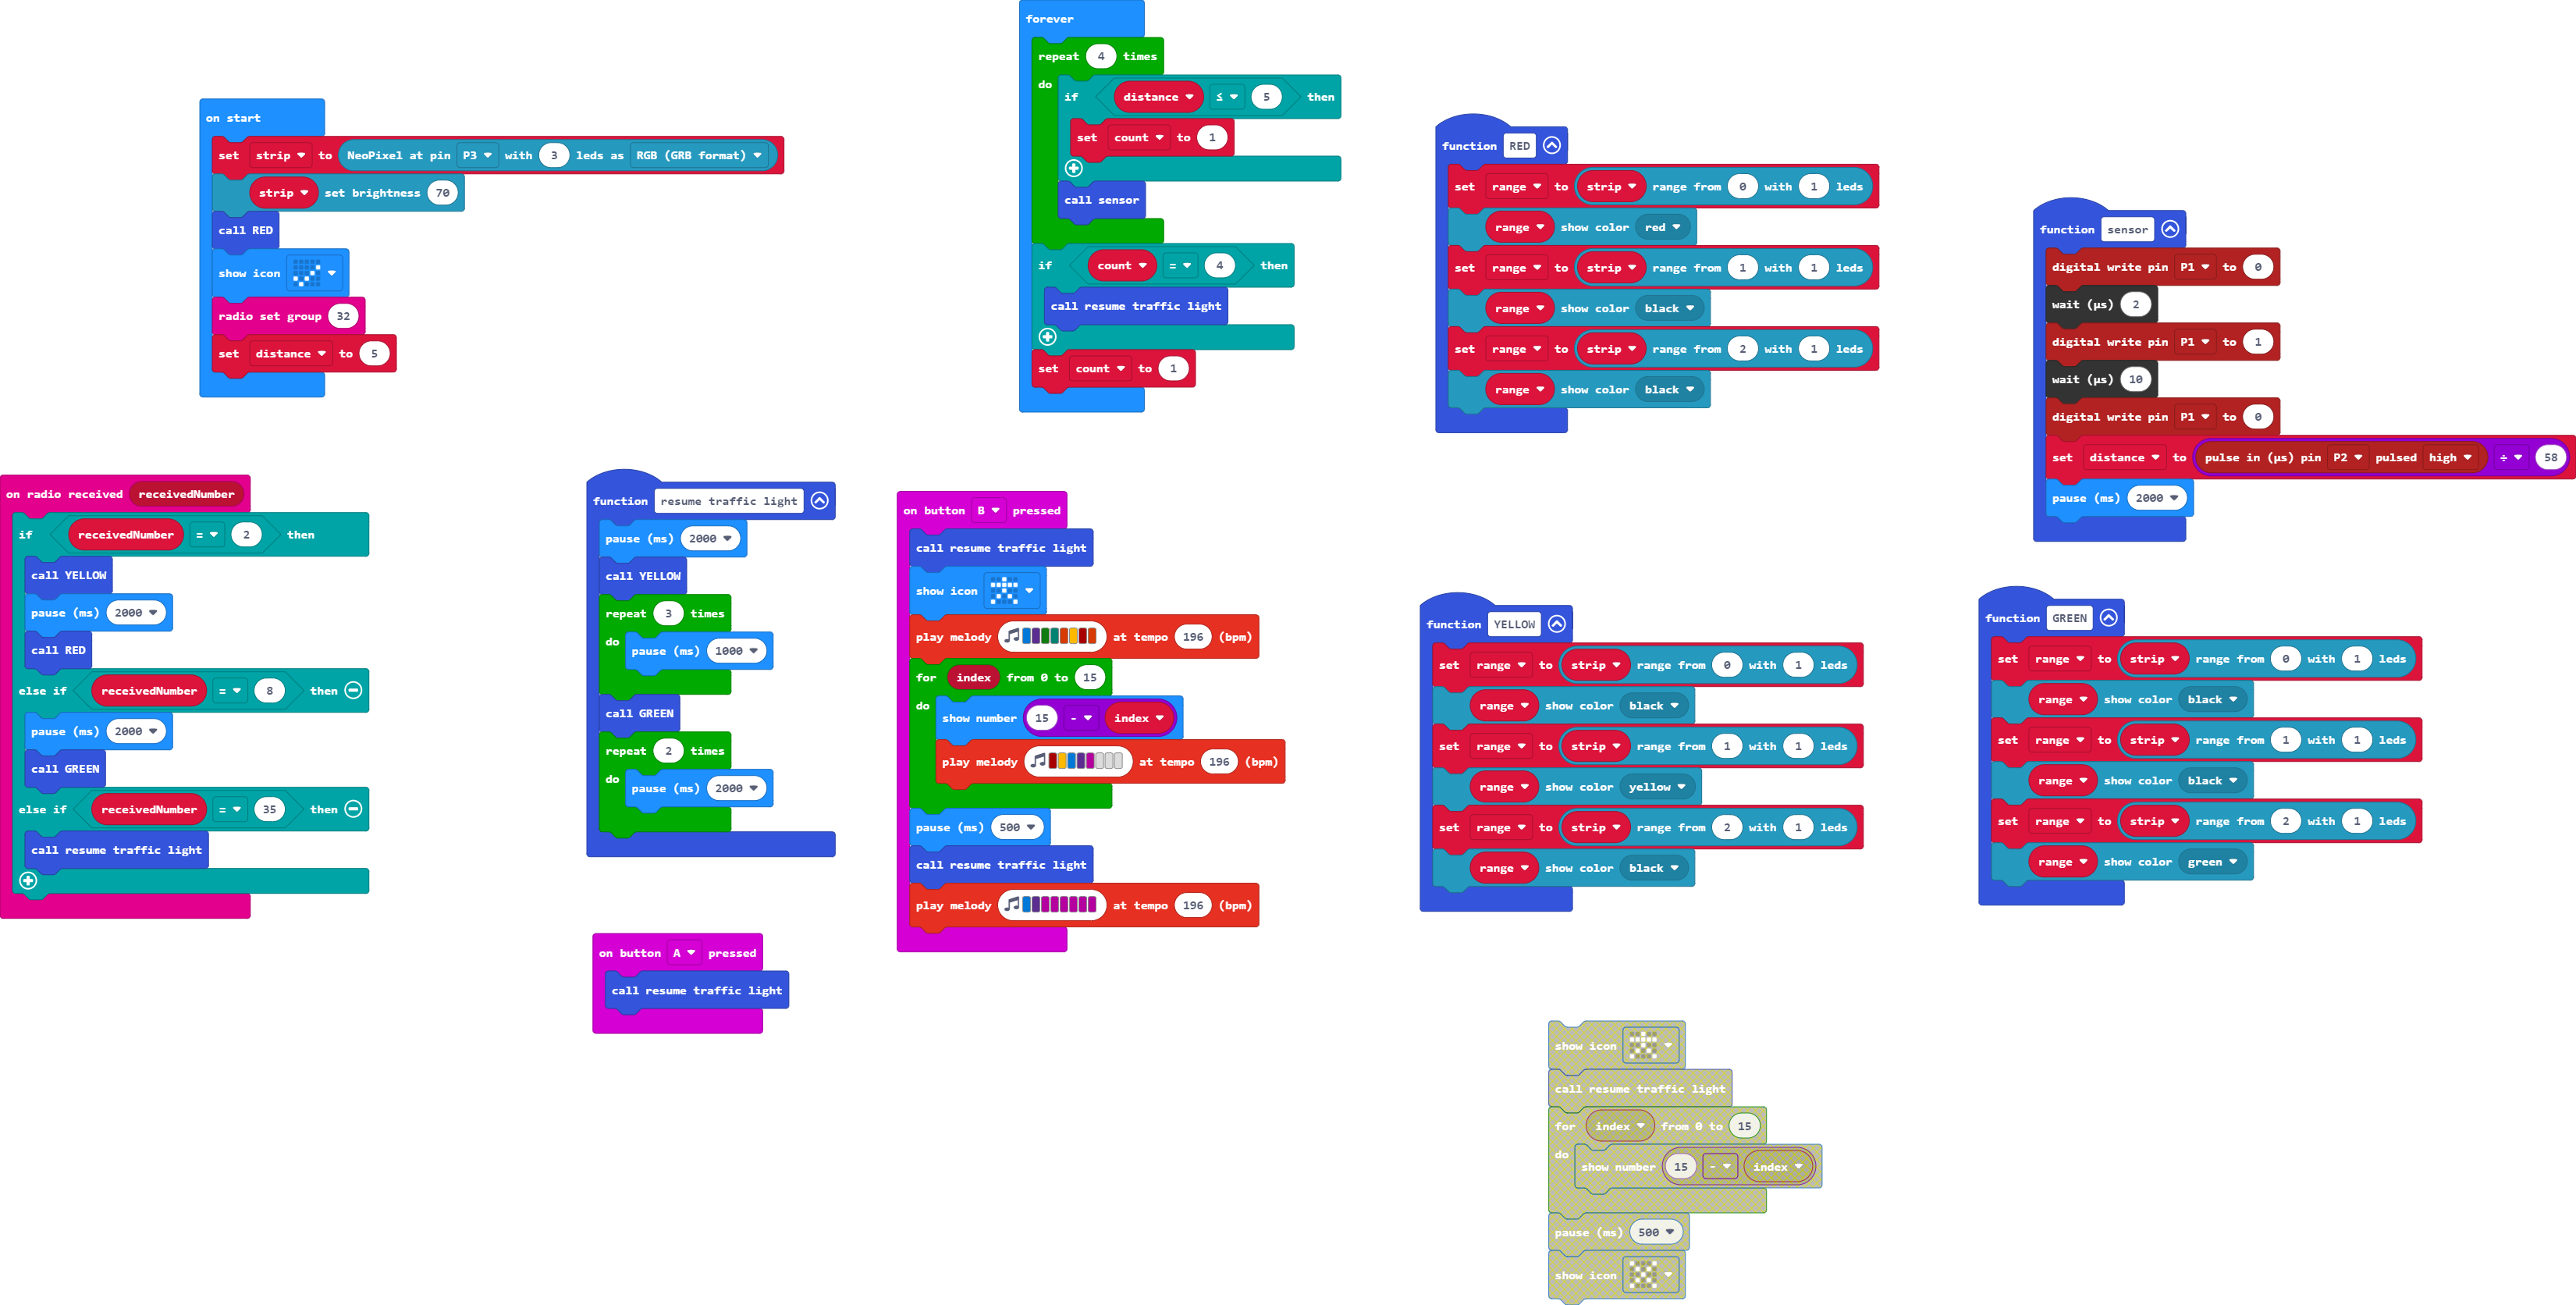 on start
set strip to NeoPixel at pin P3 with 3 leds as RGB (GRB format)
strip set brightness 70
call RED
show icon
radio set group 32
set distance to 5
forever
repeat 4 times
do
if distance ≤ 5 then
set count to 1
call sensor
if count = 4 then
call resume traffic light
set count to 1
function RED
set range to strip range from 0 with 1 leds
range show color red
set range to strip range from 1 with 1 leds
range show color black
set range to strip range from 2 with 1 leds
range show color black
function sensor
digital write pin P1 to 0
wait (µs) 2
digital write pin P1 to 1
wait (µs) 10
digital write pin P1 to 0
set distance to pulse in (µs) pin P2 pulsed high ÷ 58
pause (ms) 2000
on radio received receivedNumber
if receivedNumber = 2 then
call YELLOW
pause (ms) 2000
call RED
else if receivedNumber = 8 then
pause (ms) 2000
call GREEN
else if receivedNumber = 35 then
call resume traffic light
function resume traffic light
pause (ms) 2000
call YELLOW
repeat 3 times
do pause (ms) 1000
call GREEN
repeat 2 times
do pause (ms) 2000
on button B pressed
call resume traffic light
show icon
play melody at tempo 196 (bpm)
for index from 0 to 15
do show number 15 - index
play melody at tempo 196 (bpm)
pause (ms) 500
call resume traffic light
play melody at tempo 196 (bpm)
function YELLOW
set range to strip range from 0 with 1 leds
range show color black
set range to strip range from 1 with 1 leds
range show color yellow
set range to strip range from 2 with 1 leds
range show color black
function GREEN
set range to strip range from 0 with 1 leds
range show color black
set range to strip range from 1 with 1 leds
range show color black
set range to strip range from 2 with 1 leds
range show color green
on button A pressed
call resume traffic light
show icon
call resume traffic light
for index from 0 to 15
do show number 15 - index
pause (ms) 500
show icon